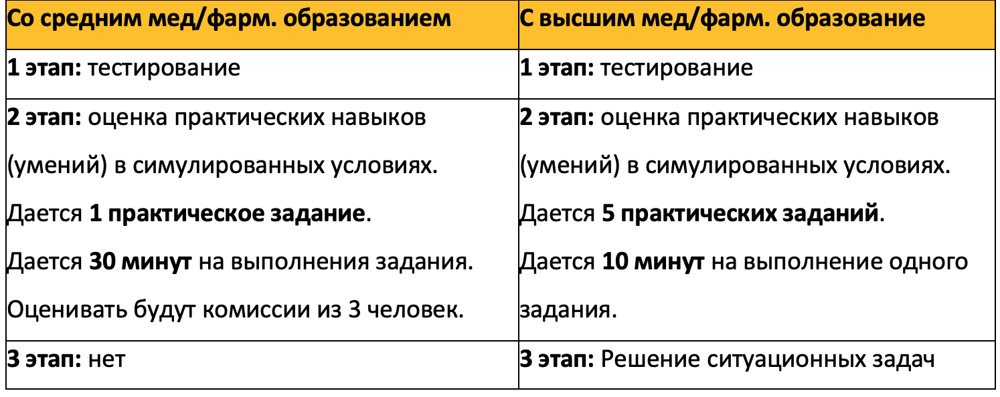 Со средним мед/фарм. образованием
С высшим мед/фарм. образование
1 этап: тестирование
1 этап: тестирование
2 этап: оценка практических навыков
(умений) в симулированных условиях.
Дается 1 практическое задание.
Дается 30 минут на выполнения задания.
Оценивать будут комиссии из 3 человек.
2 этап: оценка практических навыков
(умений) в симулированных условиях.
Дается 5 практических заданий.
Дается 10 минут на выполнение одного
задания.
3 этап: нет
3 этап: Решение ситуационных задач